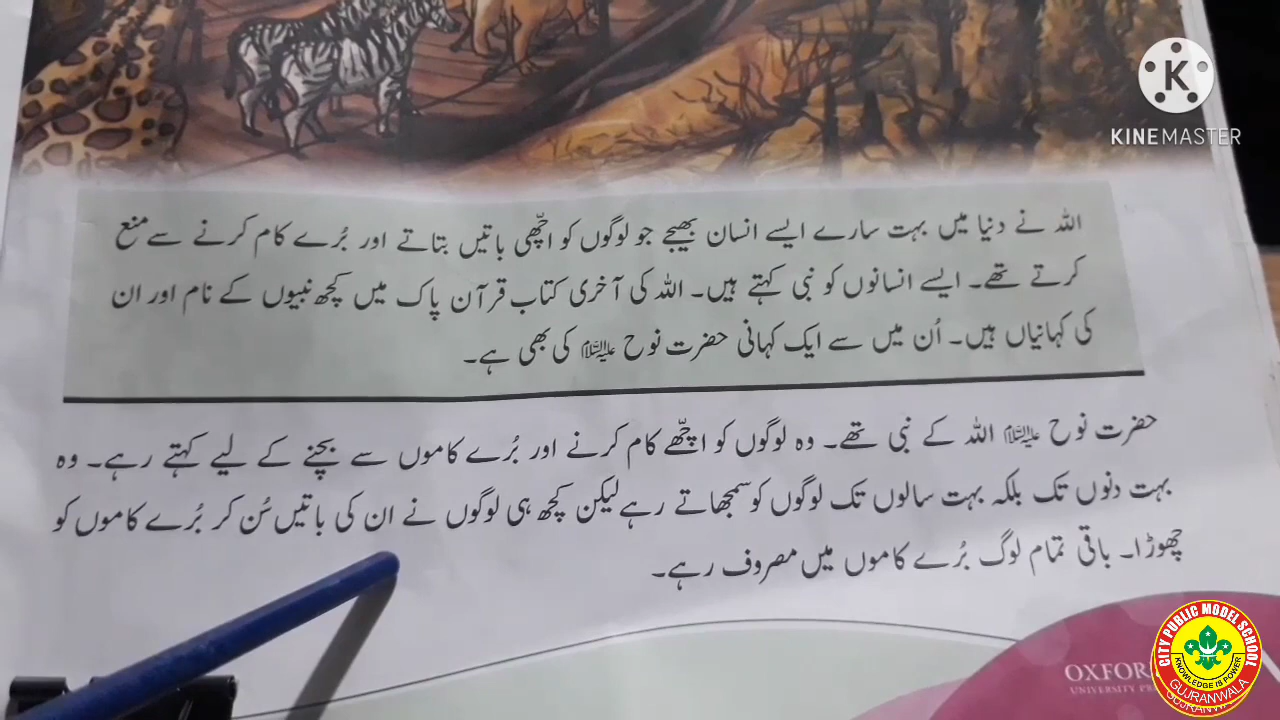 KINEMASTER
اللہ نے دنیا میں بہت سارے ایسے انسان بھیجے جو لوگوں کو اچّھی باتیں بتاتے اور بُرے کام کرنے سے منع
کرتے تھے۔ ایسے انسانوں کو نبی کہتے ہیں۔ اللہ کی آخری کتاب قرآن پاک میں کچھ نبیوں کے نام اور ان
کی کہانیاں ہیں۔ اُن میں سے ایک کہانی حضرت نوح علیہ السلام کی بھی ہے۔
حضرت نوح علیہ السلام اللہ کے نبی تھے۔ وہ لوگوں کو اچّھے کام کرنے اور بُرے کاموں سے بچنے کے لیے کہتے رہے۔ وہ
بہت دنوں تک بلکہ بہت سالوں تک لوگوں کو سمجھاتے رہے لیکن کچھ ہی لوگوں نے ان کی باتیں سُن کر بُرے کاموں کو
چھوڑا۔ باقی تمام لوگ بُرے کاموں میں مصروف رہے۔
OXFOR
UNIVERSITY PR
CITY PUBLIC MODEL SCHOOL
KNOWLEDGE IS POWER
GUJRANWALA